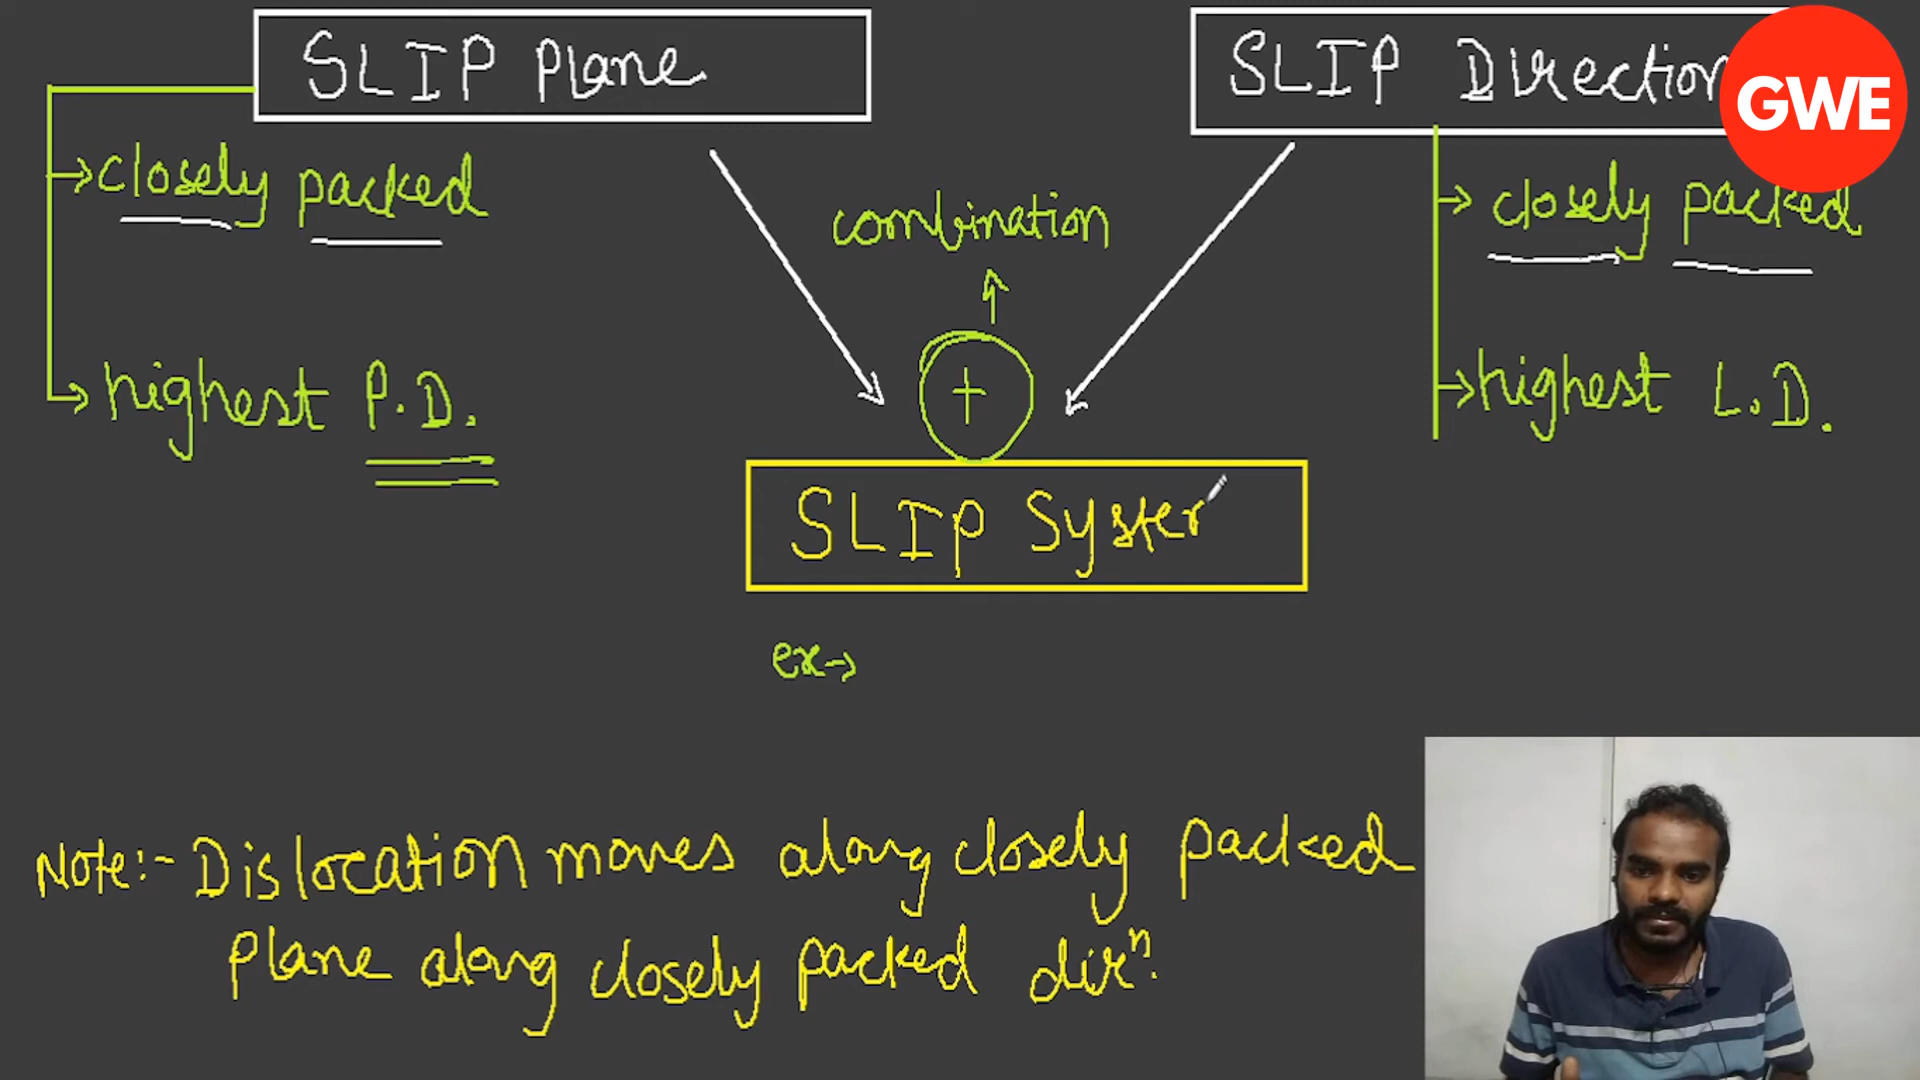 SLIP Plane
SLIP Direction
GWE
→ closely packed
combination
→ closely packed
↑
+
→ highest P.D.
→ highest L.D.
SLIP Syster
ex→
Note:- Dislocation moves along closely packed
plane along closely packed dirⁿ.